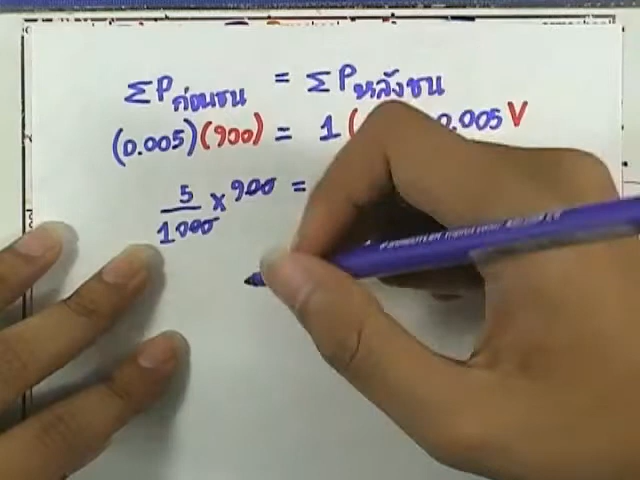 ΣPก่อนชน = ΣPหลังชน
(0.005)(900) = 1( 0.005 V
5/1000 × 900 =